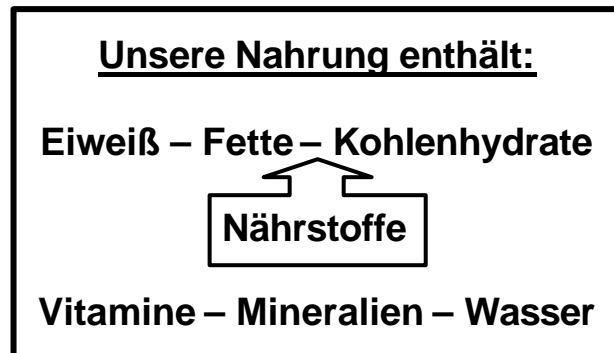 Unsere Nahrung enthält:
Eiweiß – Fette – Kohlenhydrate
Nährstoffe
Vitamine – Mineralien – Wasser